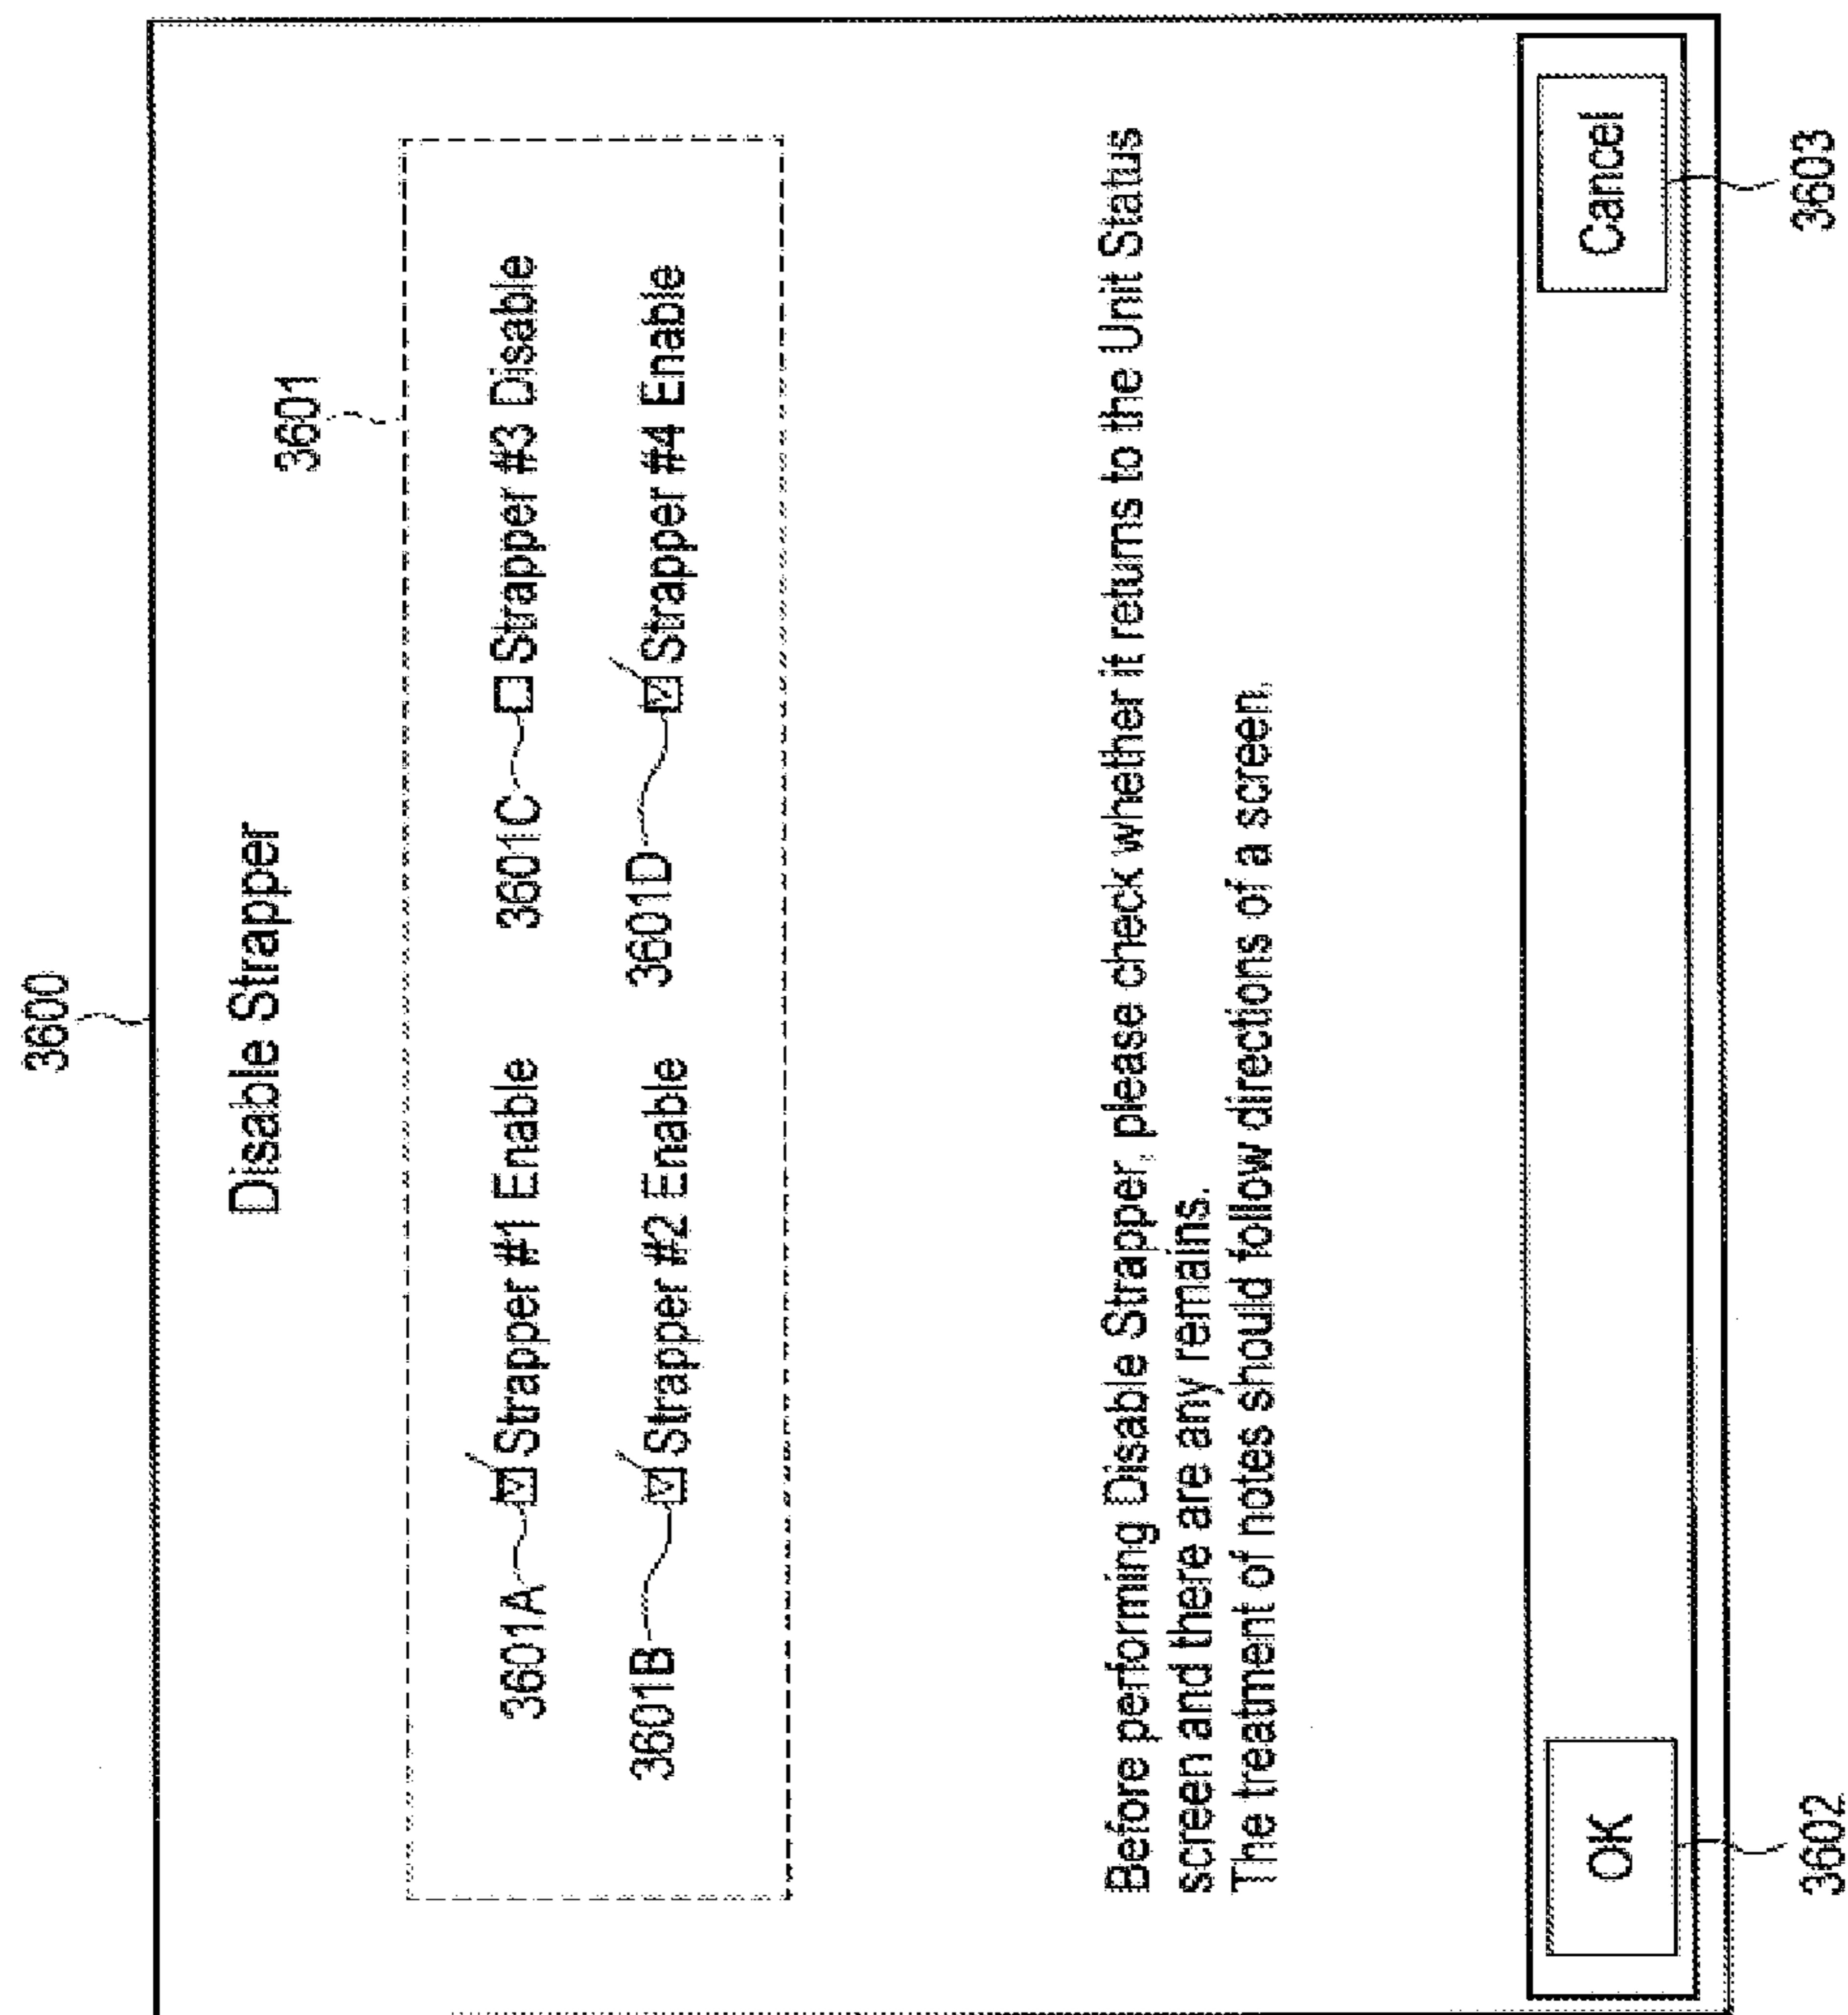 3600
Disable Strapper
3601
3601A Strapper #1 Enable
3601C Strapper #3 Disable
3601B Strapper #2 Enable
3601D Strapper #4 Enable
Before performing Disable Strapper, please check whether it returns to the Unit Status
screen and there are any remains.
The treatment of notes should follow directions of a screen.
OK
Cancel
3602
3603